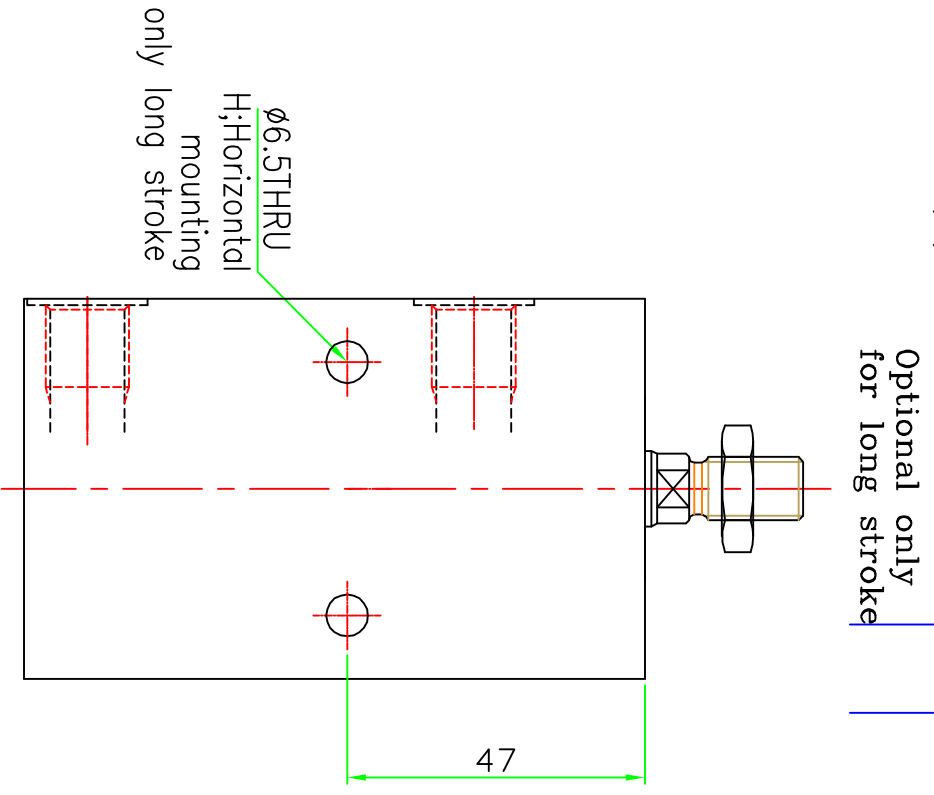 ø6.5THRU
H;Horizontal
mounting
only long stroke
Optional only
for long stroke
47